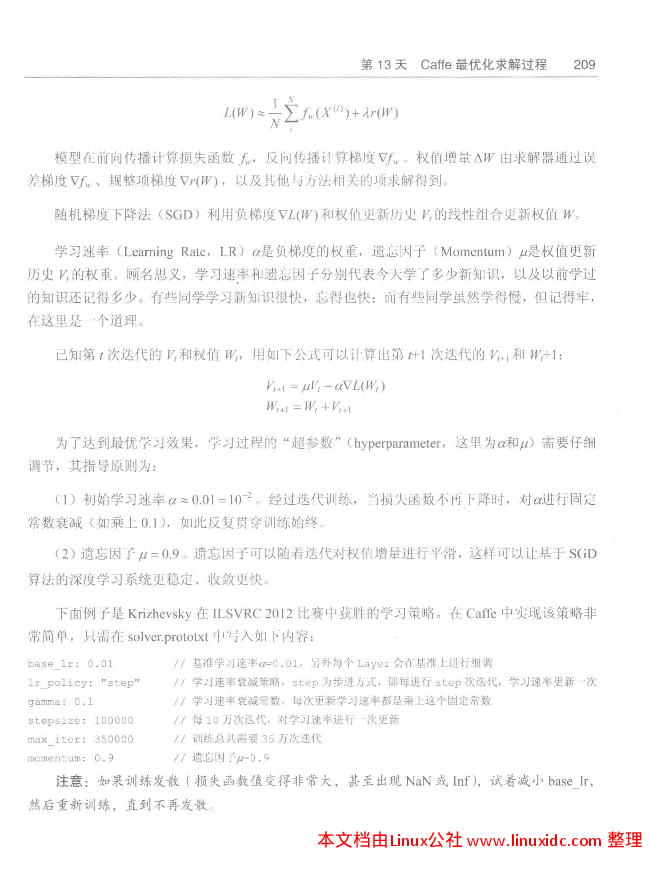 第 13 天 Caffe 最优化求解过程 209
L(W) ≈ 1/N ∑_i^N f_w(X^(i)) + λr(W)
模型在前向传播计算损失函数 f_w，反向传播计算梯度∇f_w。权值增量 ΔW 由求解器通过误
差梯度∇f_w、规整项梯度∇r(W)，以及其他与方法相关的项求解得到。
随机梯度下降法（SGD）利用负梯度∇L(W)和权值更新历史 V_t的线性组合更新权值 W。
学习速率（Learning Rate，LR）α是负梯度的权重，遗忘因子（Momentum）μ是权值更新
历史 V_t的权重。顾名思义，学习速率和遗忘因子分别代表今天学了多少新知识，以及以前学过
的知识还记得多少。有些同学学习新知识很快，忘得也快；而有些同学虽然学得慢，但记得牢，
在这里是一个道理。
已知第 t 次迭代的 V_t和权值 W_t，用如下公式可以计算出第 t+1 次迭代的 V_{t+1}和 W_t+1：
V_{t+1} = μV_t − α∇L(W_t)
W_{t+1} = W_t + V_{t+1}
为了达到最优学习效果，学习过程的“超参数”（hyperparameter，这里为α和μ）需要仔细
调节，其指导原则为：
（1）初始学习速率α ≈ 0.01 = 10^{-2}。经过迭代训练，当损失函数不再下降时，对α进行固定
常数衰减（如乘上 0.1），如此反复贯穿训练始终。
（2）遗忘因子 μ = 0.9。遗忘因子可以随着迭代对权值增量进行平滑，这样可以让基于 SGD
算法的深度学习系统更稳定、收敛更快。
下面例子是 Krizhevsky 在 ILSVRC 2012 比赛中获胜的学习策略。在 Caffe 中实现该策略非
常简单，只需在 solver.prototxt 中写入如下内容：
base_lr: 0.01 // 基准学习速率α=0.01，另外每个 Layer 会在基准上进行细调
lr_policy: "step" // 学习速率衰减策略，step 为步进方式，即每进行 step 次迭代，学习速率更新一次
gamma: 0.1 // 学习速率衰减常数，每次更新学习速率都是乘上这个固定常数
stepsize: 100000 // 每 10 万次迭代，对学习速率进行一次更新
max_iter: 350000 // 训练总共需要 35 万次迭代
momentum: 0.9 // 遗忘因子μ=0.9
注意：如果训练发散（损失函数值变得非常大，甚至出现 NaN 或 Inf），试着减小 base_lr，
然后重新训练，直到不再发散。
本文档由Linux公社 www.linuxidc.com 整理